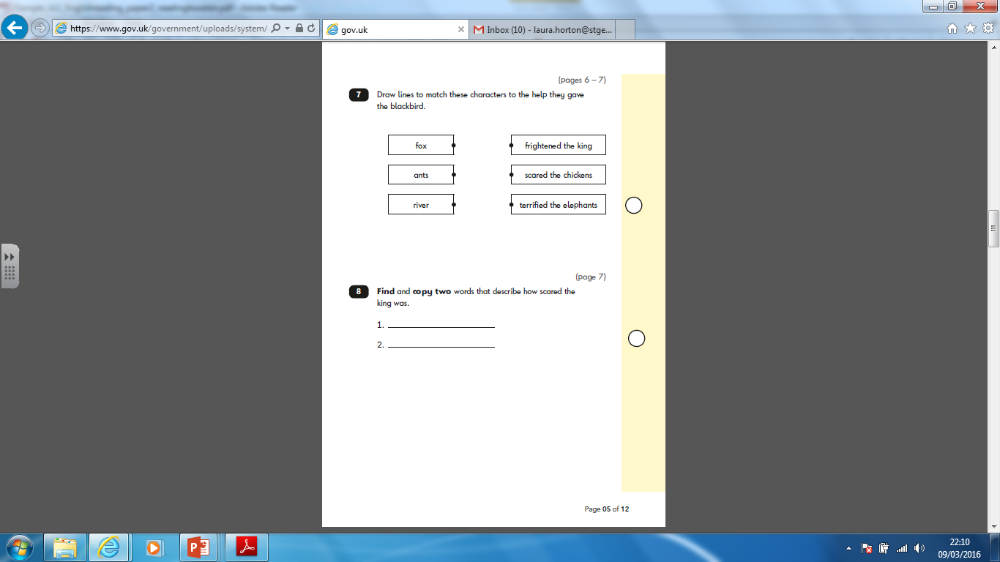 https://www.gov.uk/government/uploads/system/
gov.uk
Inbox (10) - laura.horton@stge...
(pages 6 – 7)
7 Draw lines to match these characters to the help they gave
the blackbird.
fox frightened the king
ants scared the chickens
river terrified the elephants
(page 7)
8 Find and copy two words that describe how scared the
king was.
1.
2.
Page 05 of 12
22:10
09/03/2016